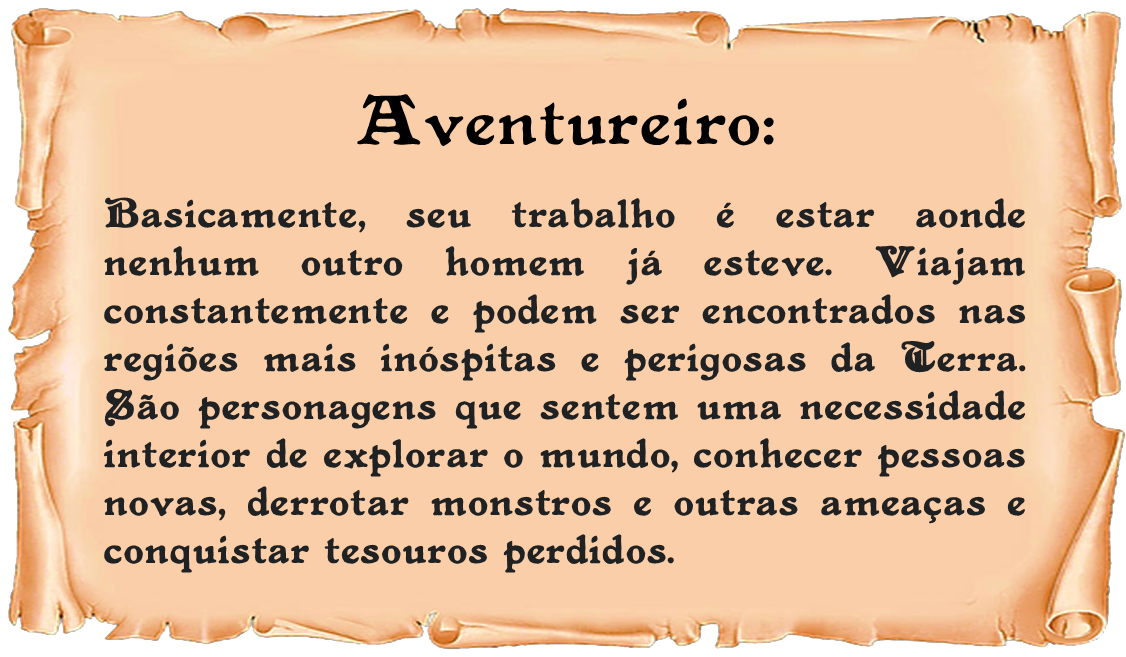 Aventureiro:
Basicamente, seu trabalho é estar aonde
nenhum outro homem já esteve. Viajam
constantemente e podem ser encontrados nas
regiões mais inóspitas e perigosas da Terra.
São personagens que sentem uma necessidade
interior de explorar o mundo, conhecer pessoas
novas, derrotar monstros e outras ameaças e
conquistar tesouros perdidos.